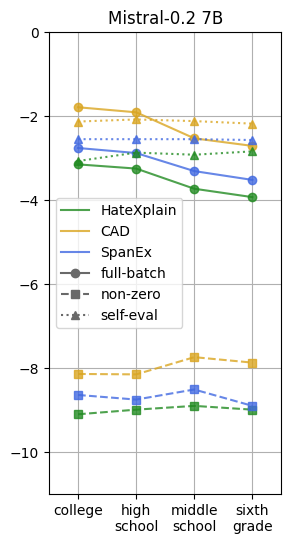 Mistral-0.2 7B
0
−2
−4
−6
−8
−10
HateXplain
CAD
SpanEx
full-batch
non-zero
self-eval
college
high
school
middle
school
sixth
grade